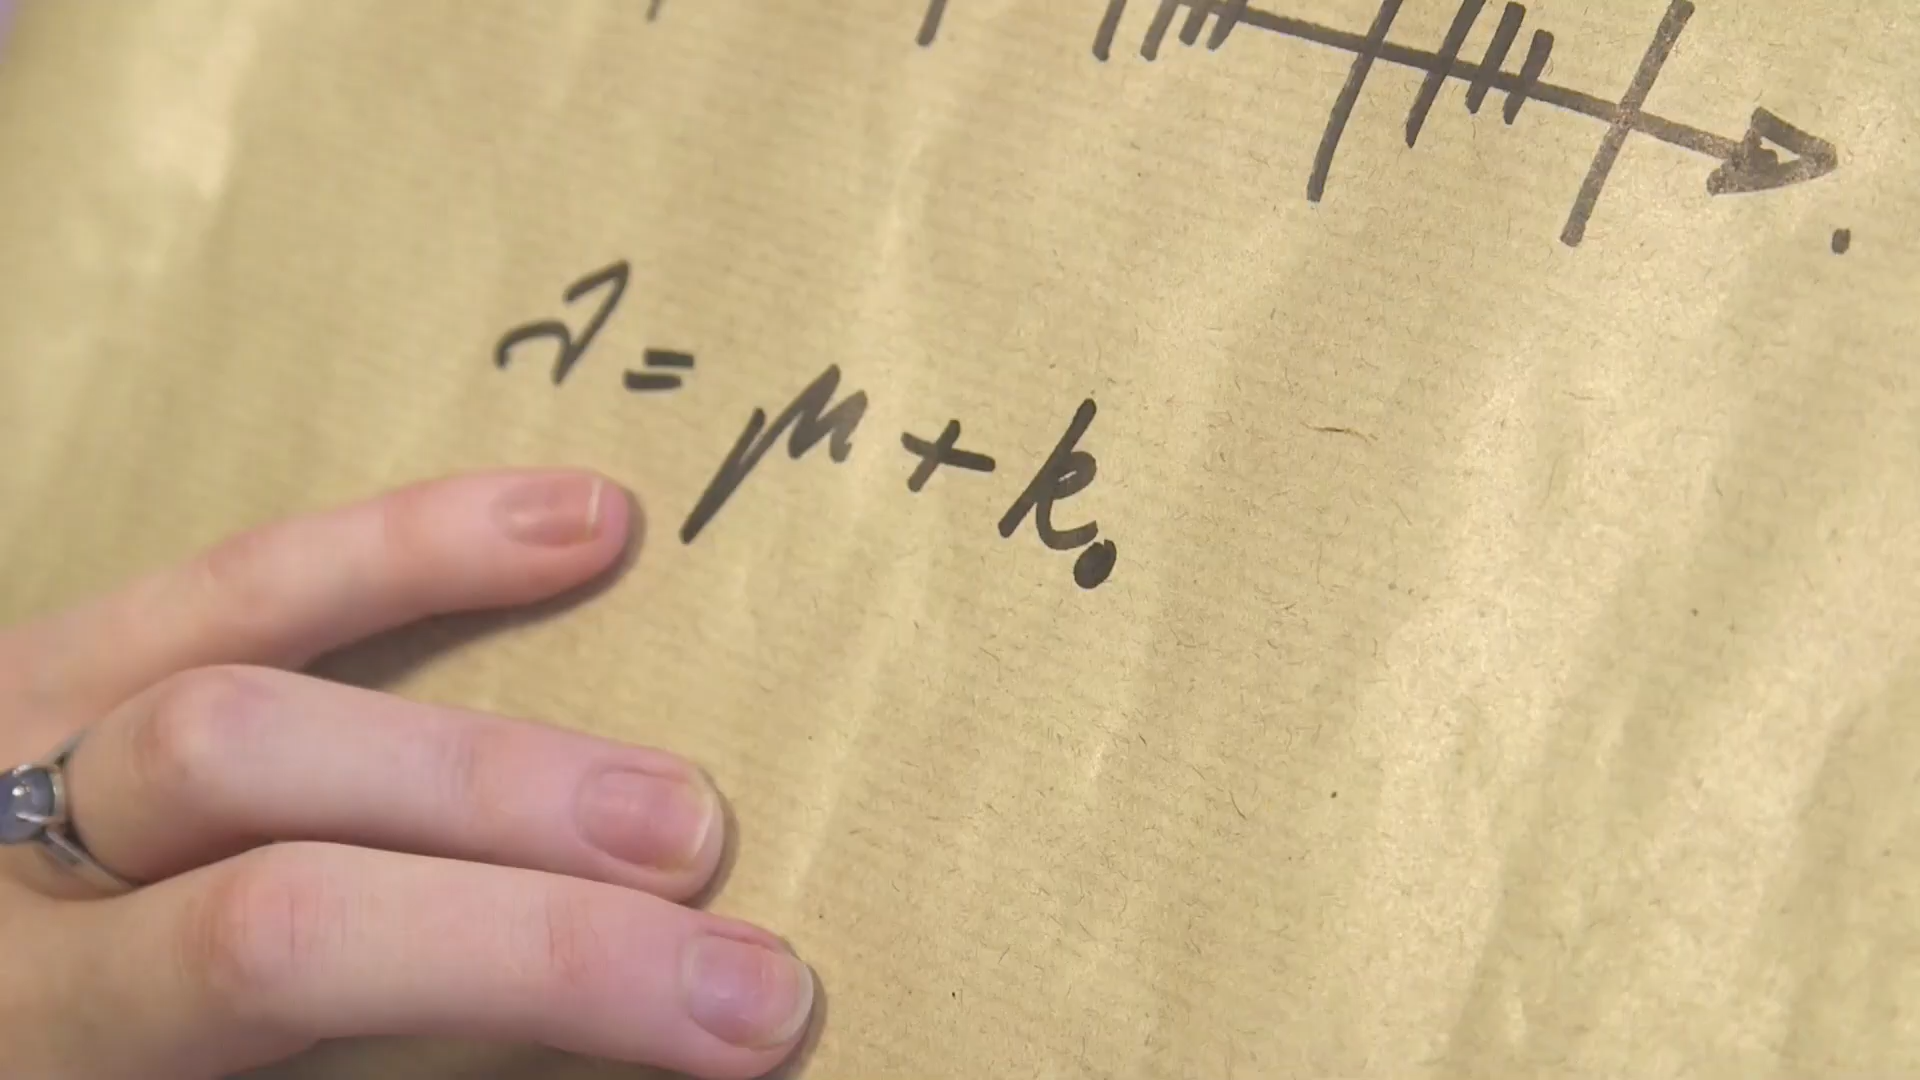 λ = μ + k.